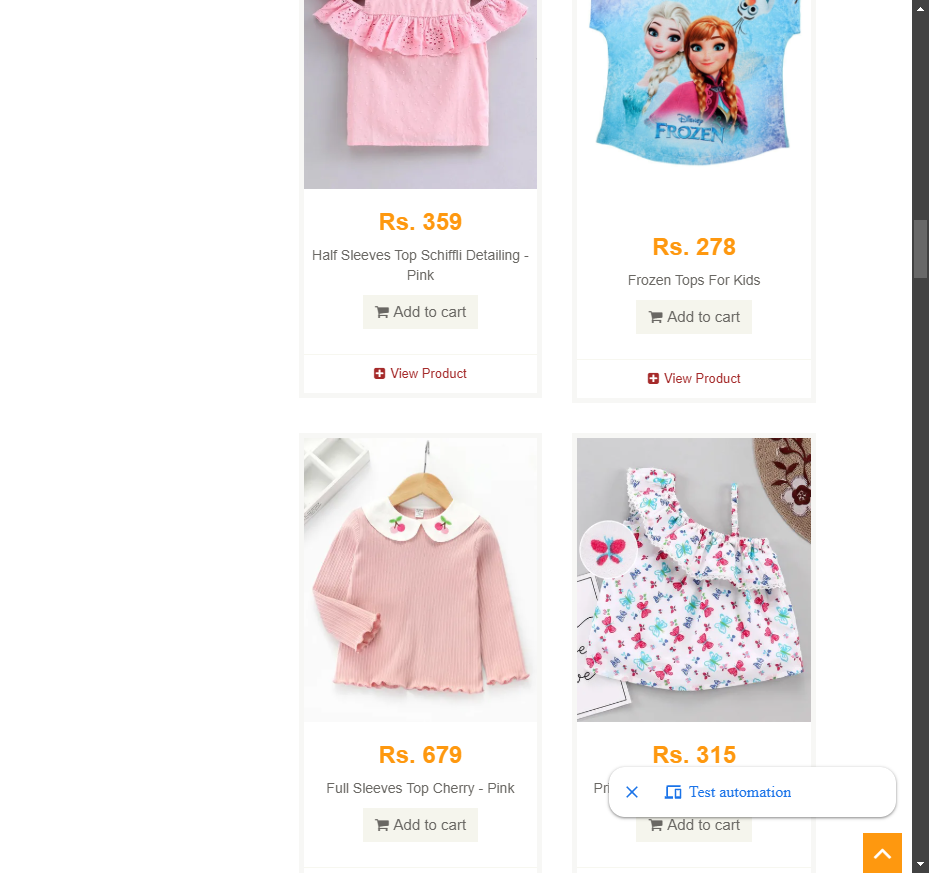 Disney
FROZEN
Rs. 359
Half Sleeves Top Schiffli Detailing -
Pink
Add to cart
View Product
Rs. 278
Frozen Tops For Kids
Add to cart
View Product
Rs. 679
Full Sleeves Top Cherry - Pink
Add to cart
Rs. 315
Test automation
Add to cart